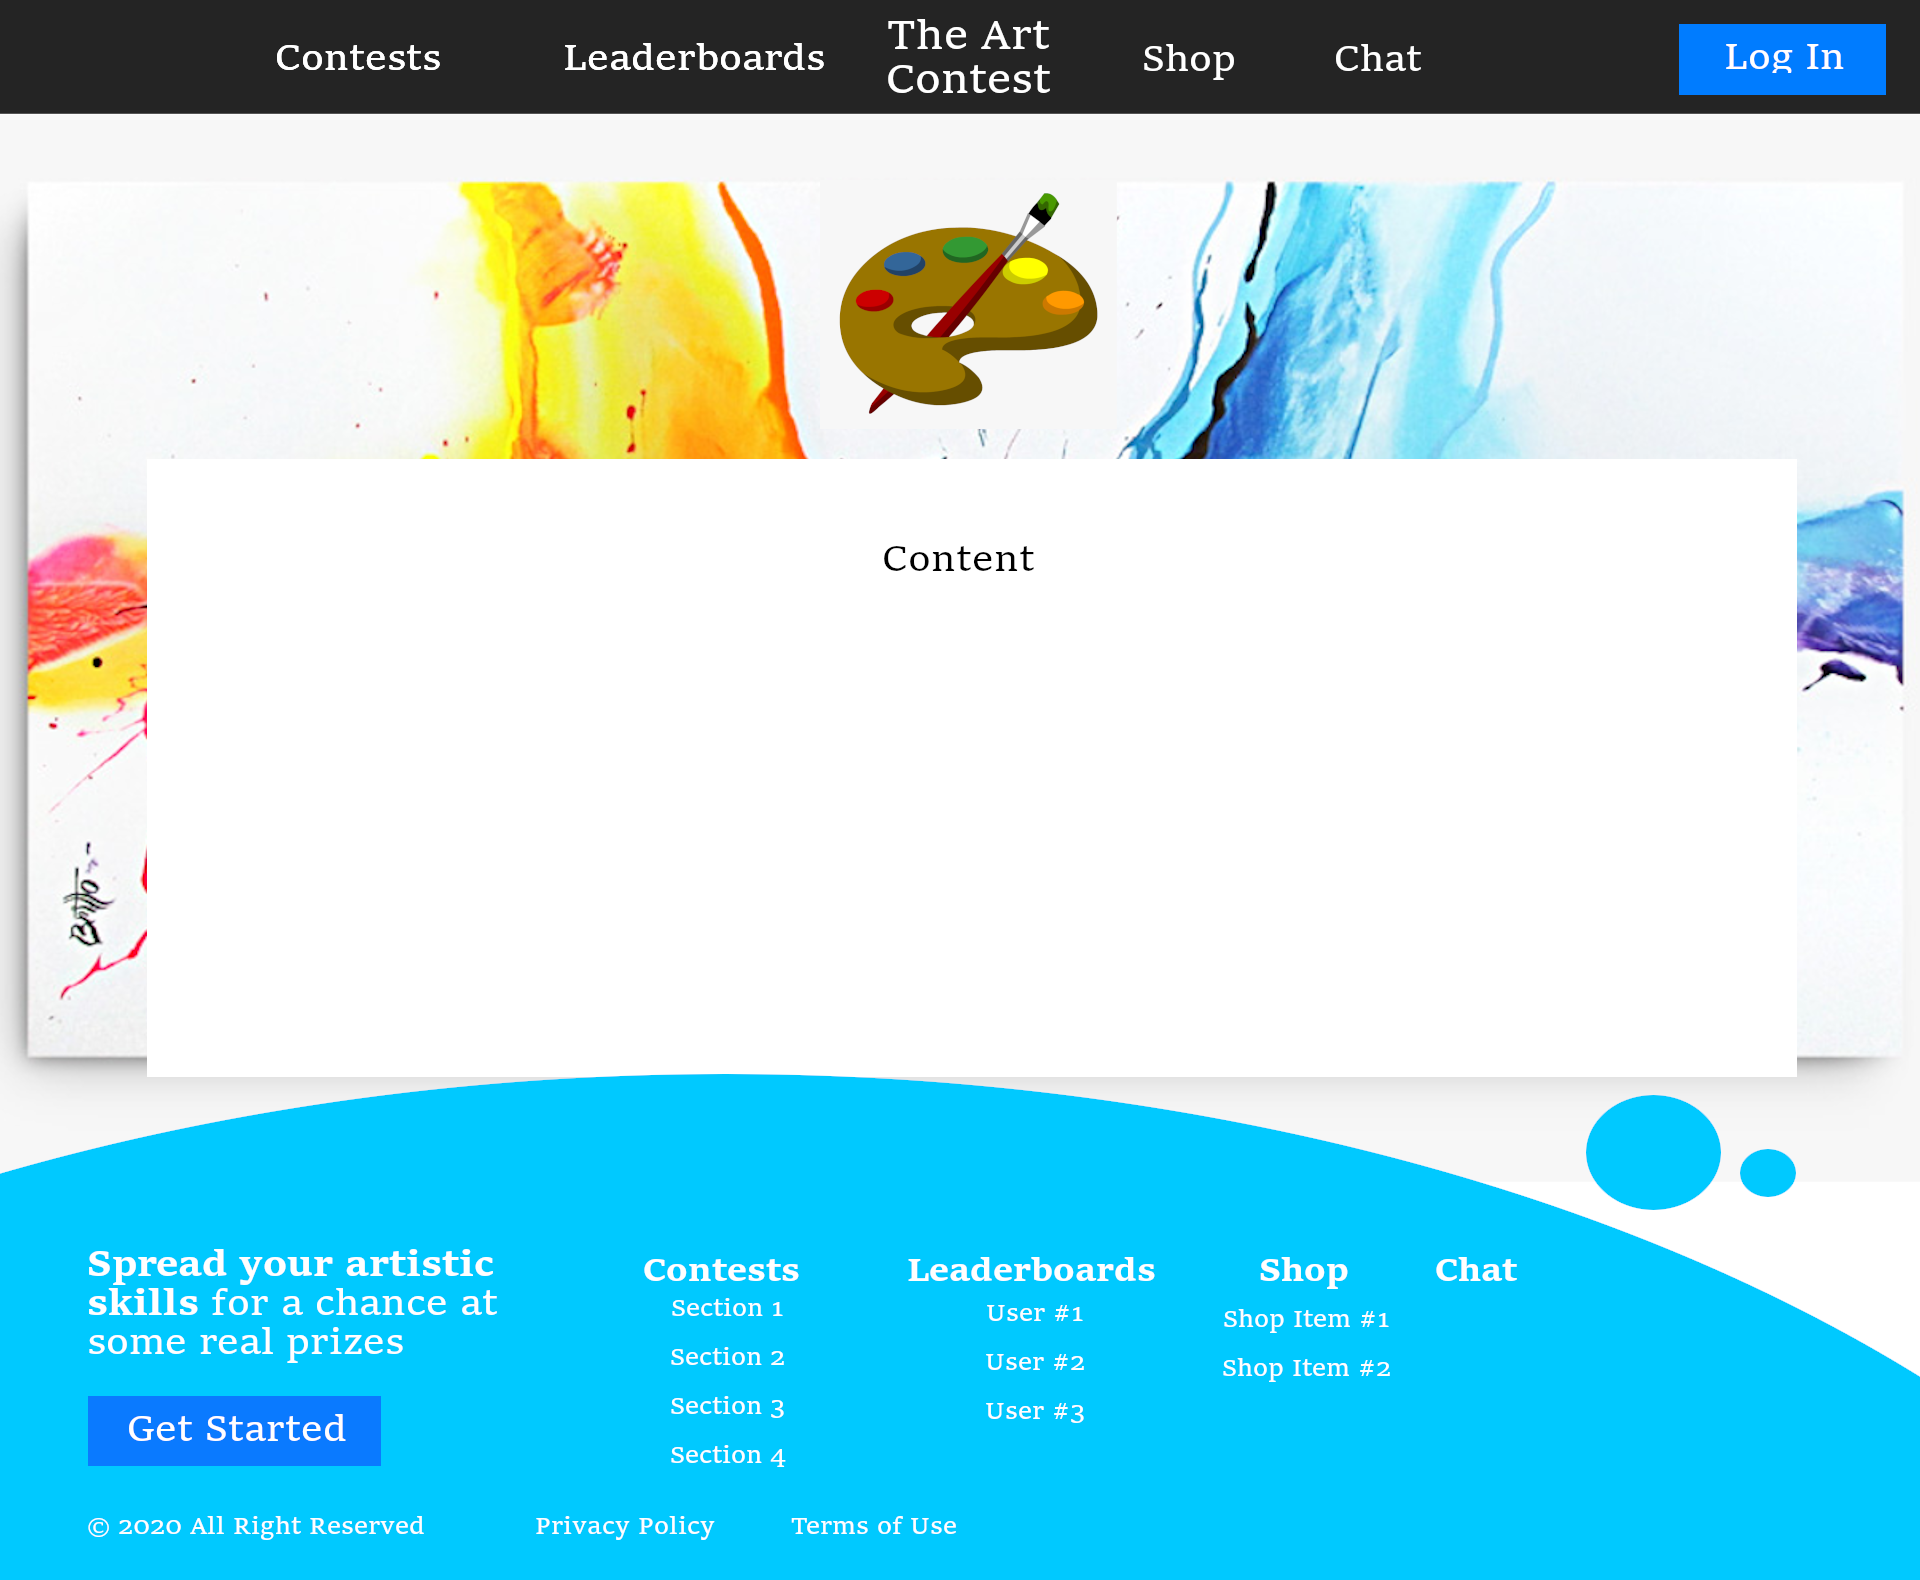 Contests
Leaderboards
The Art
Contest
Shop
Chat
Log In
Content
Britto
Spread your artistic
skills for a chance at
some real prizes
Get Started
Contests
Section 1
Section 2
Section 3
Section 4
Leaderboards
User #1
User #2
User #3
Shop
Shop Item #1
Shop Item #2
Chat
© 2020 All Right Reserved
Privacy Policy
Terms of Use